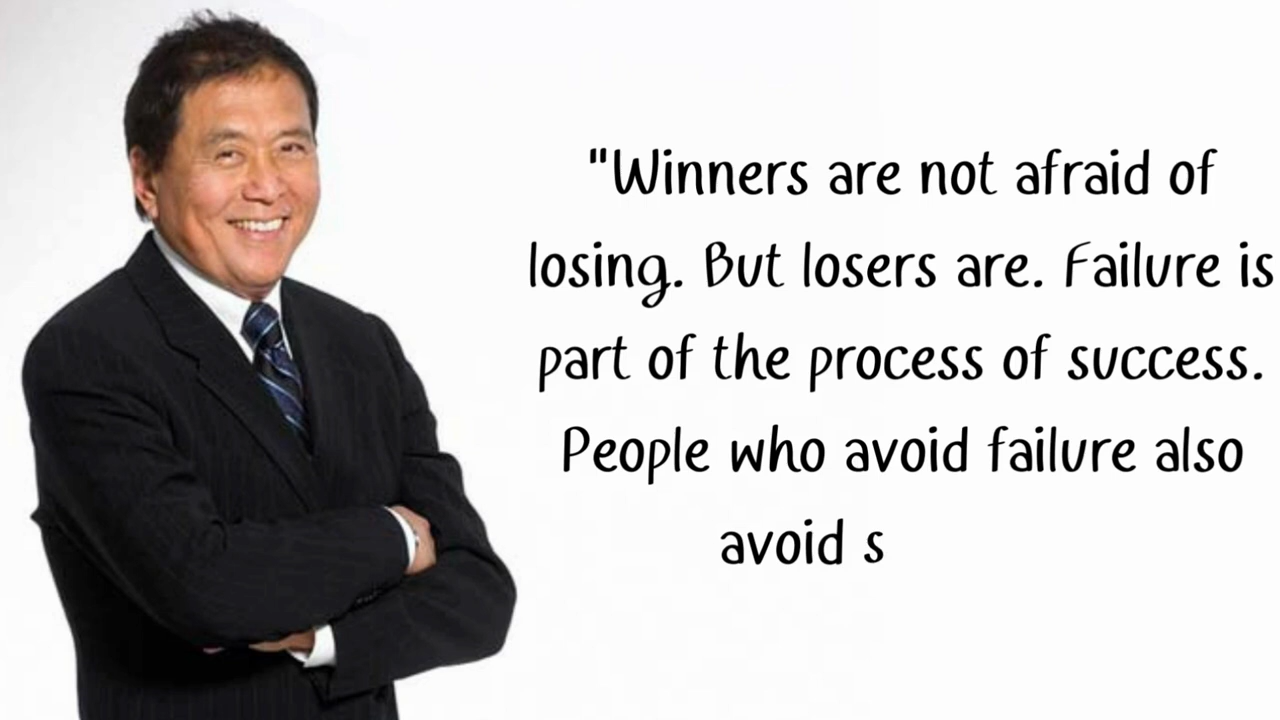 "Winners are not afraid of
losing. But losers are. Failure is
part of the process of success.
People who avoid failure also
avoid s